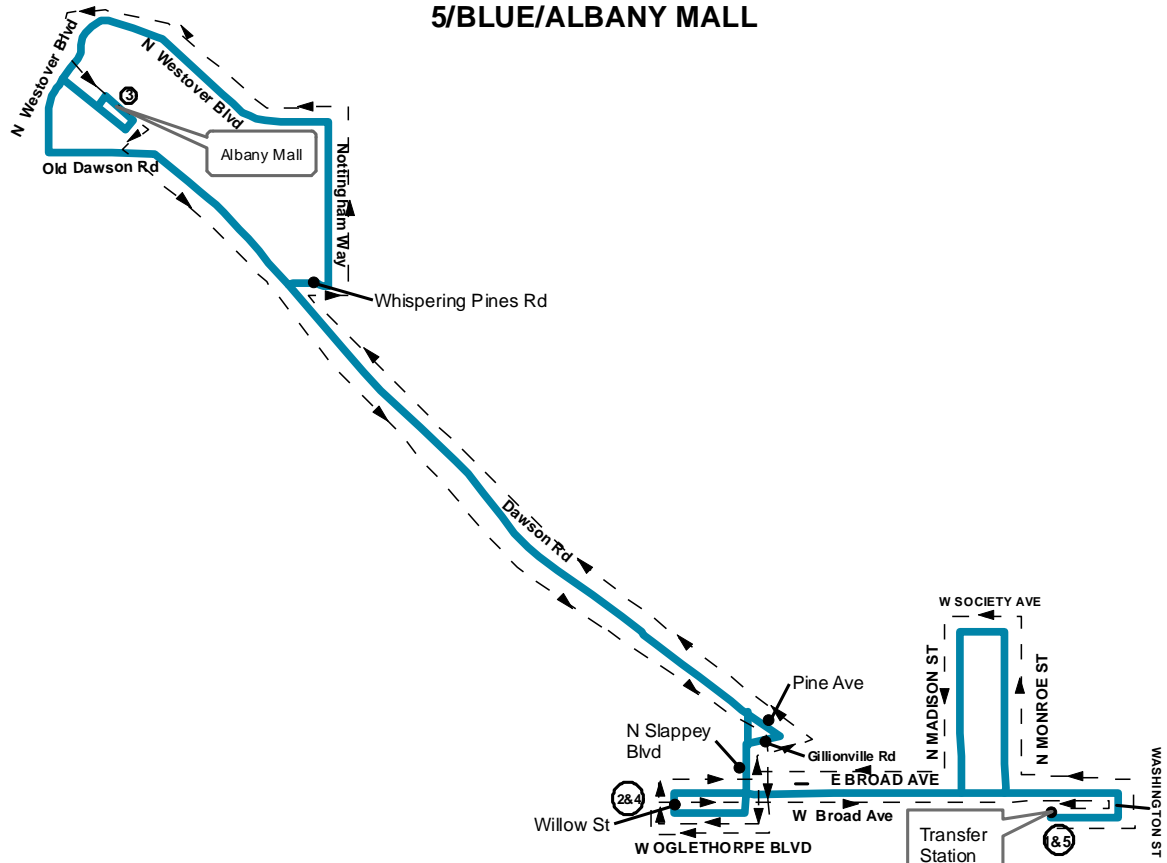 5/BLUE/ALBANY MALL
N Westover Blvd
N Westover Blvd
3
Albany Mall
Old Dawson Rd
Nottingham Way
Whispering Pines Rd
Dawson Rd
W SOCIETY AVE
N MADISON ST
N MONROE ST
Pine Ave
N Slappey
Blvd
Gillionville Rd
E BROAD AVE
WASHINGTON ST
2&4
Willow St
W Broad Ave
W OGLETHORPE BLVD
Transfer
Station
1&5